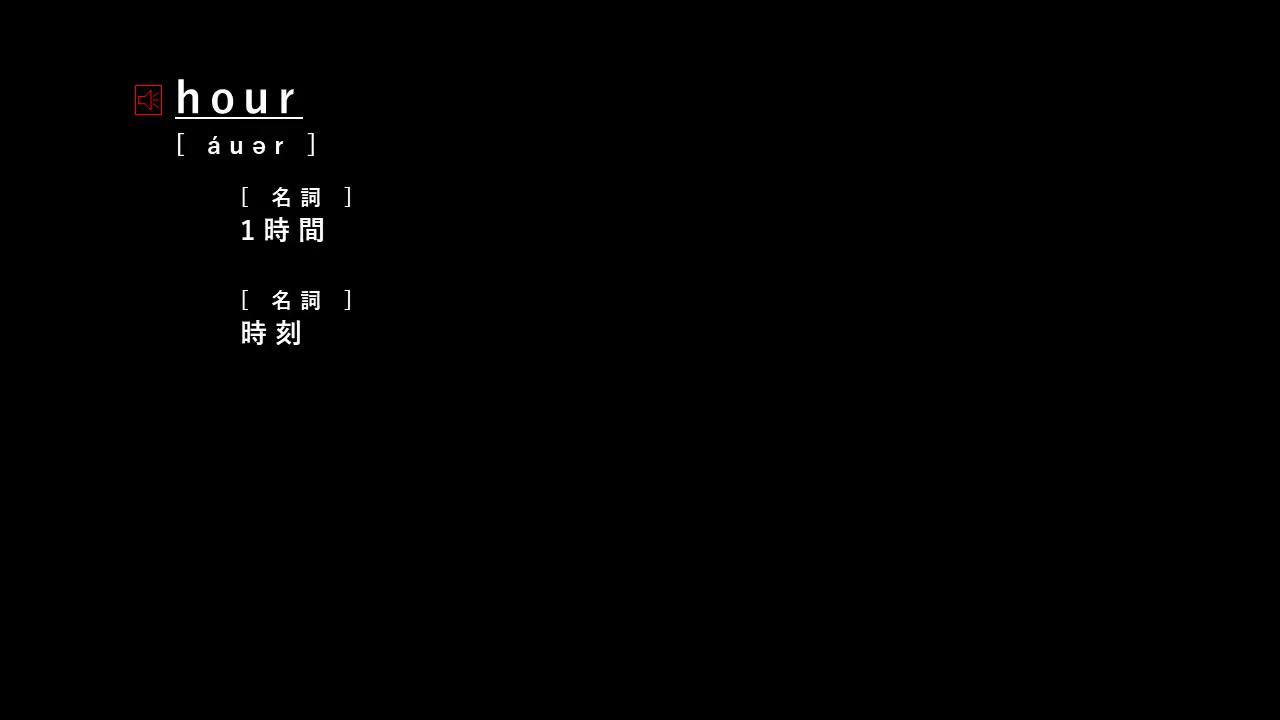 hour
[ áuər ]
[ 名詞 ]
1時間
[ 名詞 ]
時刻